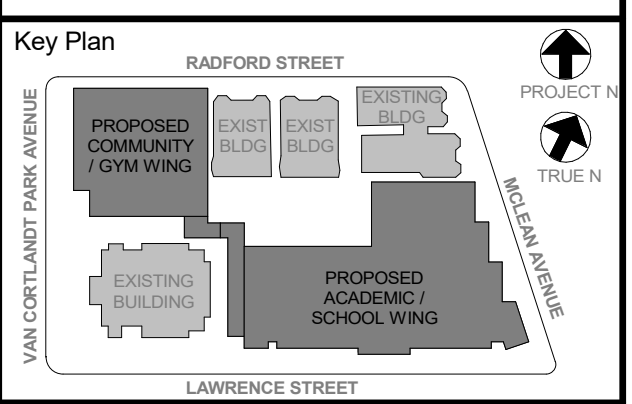 Key Plan
RADFORD STREET
PROJECT N
TRUE N
VAN CORTLANDT PARK AVENUE
PROPOSED
COMMUNITY
/ GYM WING
EXIST
BLDG
EXIST
BLDG
EXISTING
BLDG
MCLEAN AVENUE
EXISTING
BUILDING
PROPOSED
ACADEMIC /
SCHOOL WING
LAWRENCE STREET